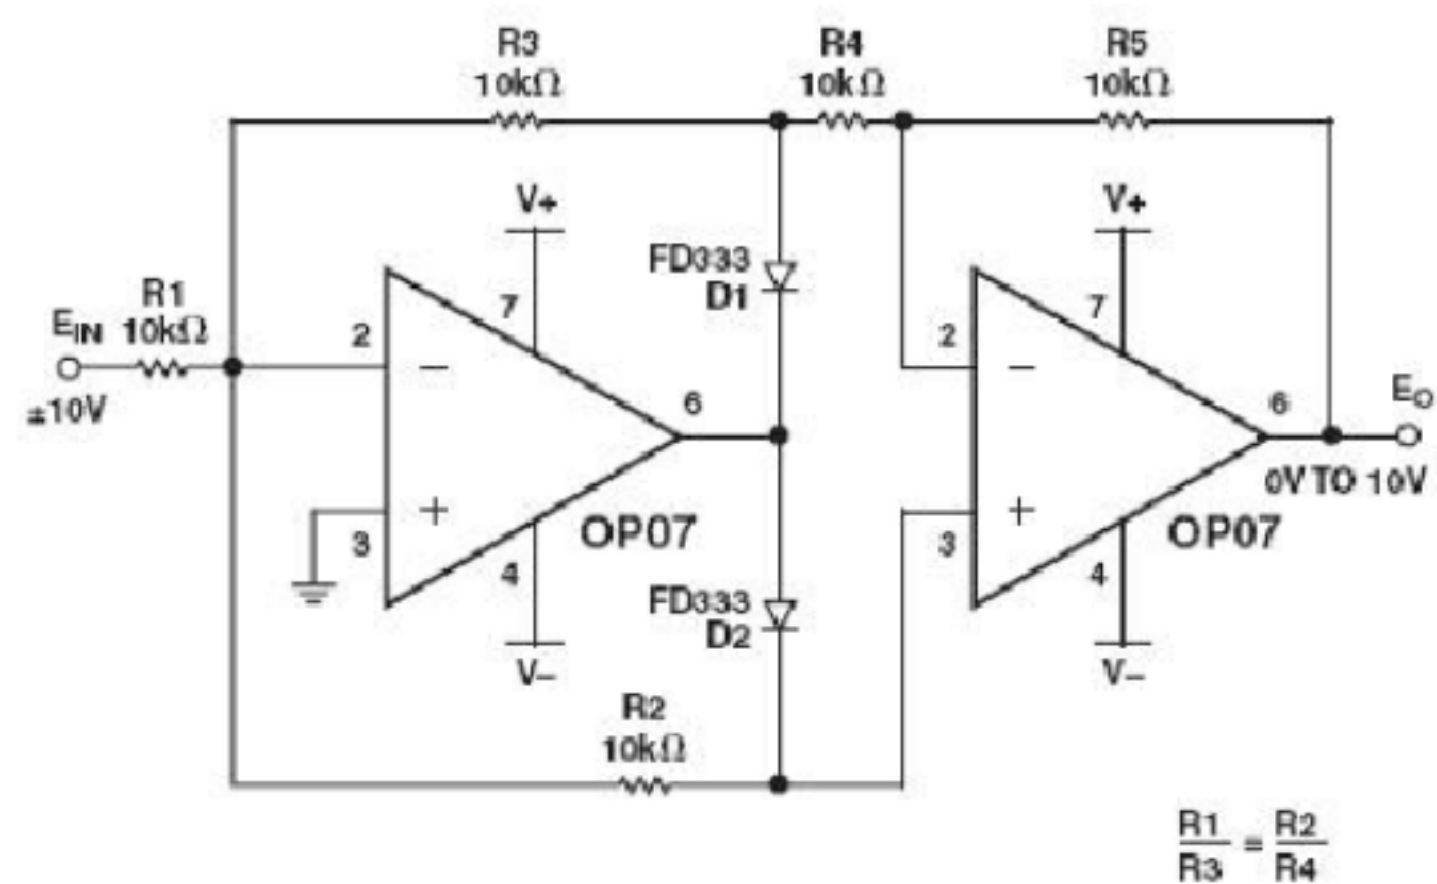 R3
10kΩ
R4
10kΩ
R5
10kΩ
V+
V+
FD333
D1
R1
10kΩ
EIN
±10V
2
7
6
−
+
3
4
OP07
2
7
6
−
+
3
4
OP07
EO
0V TO 10V
FD333
D2
V−
V−
R2
10kΩ
R1/R3 = R2/R4